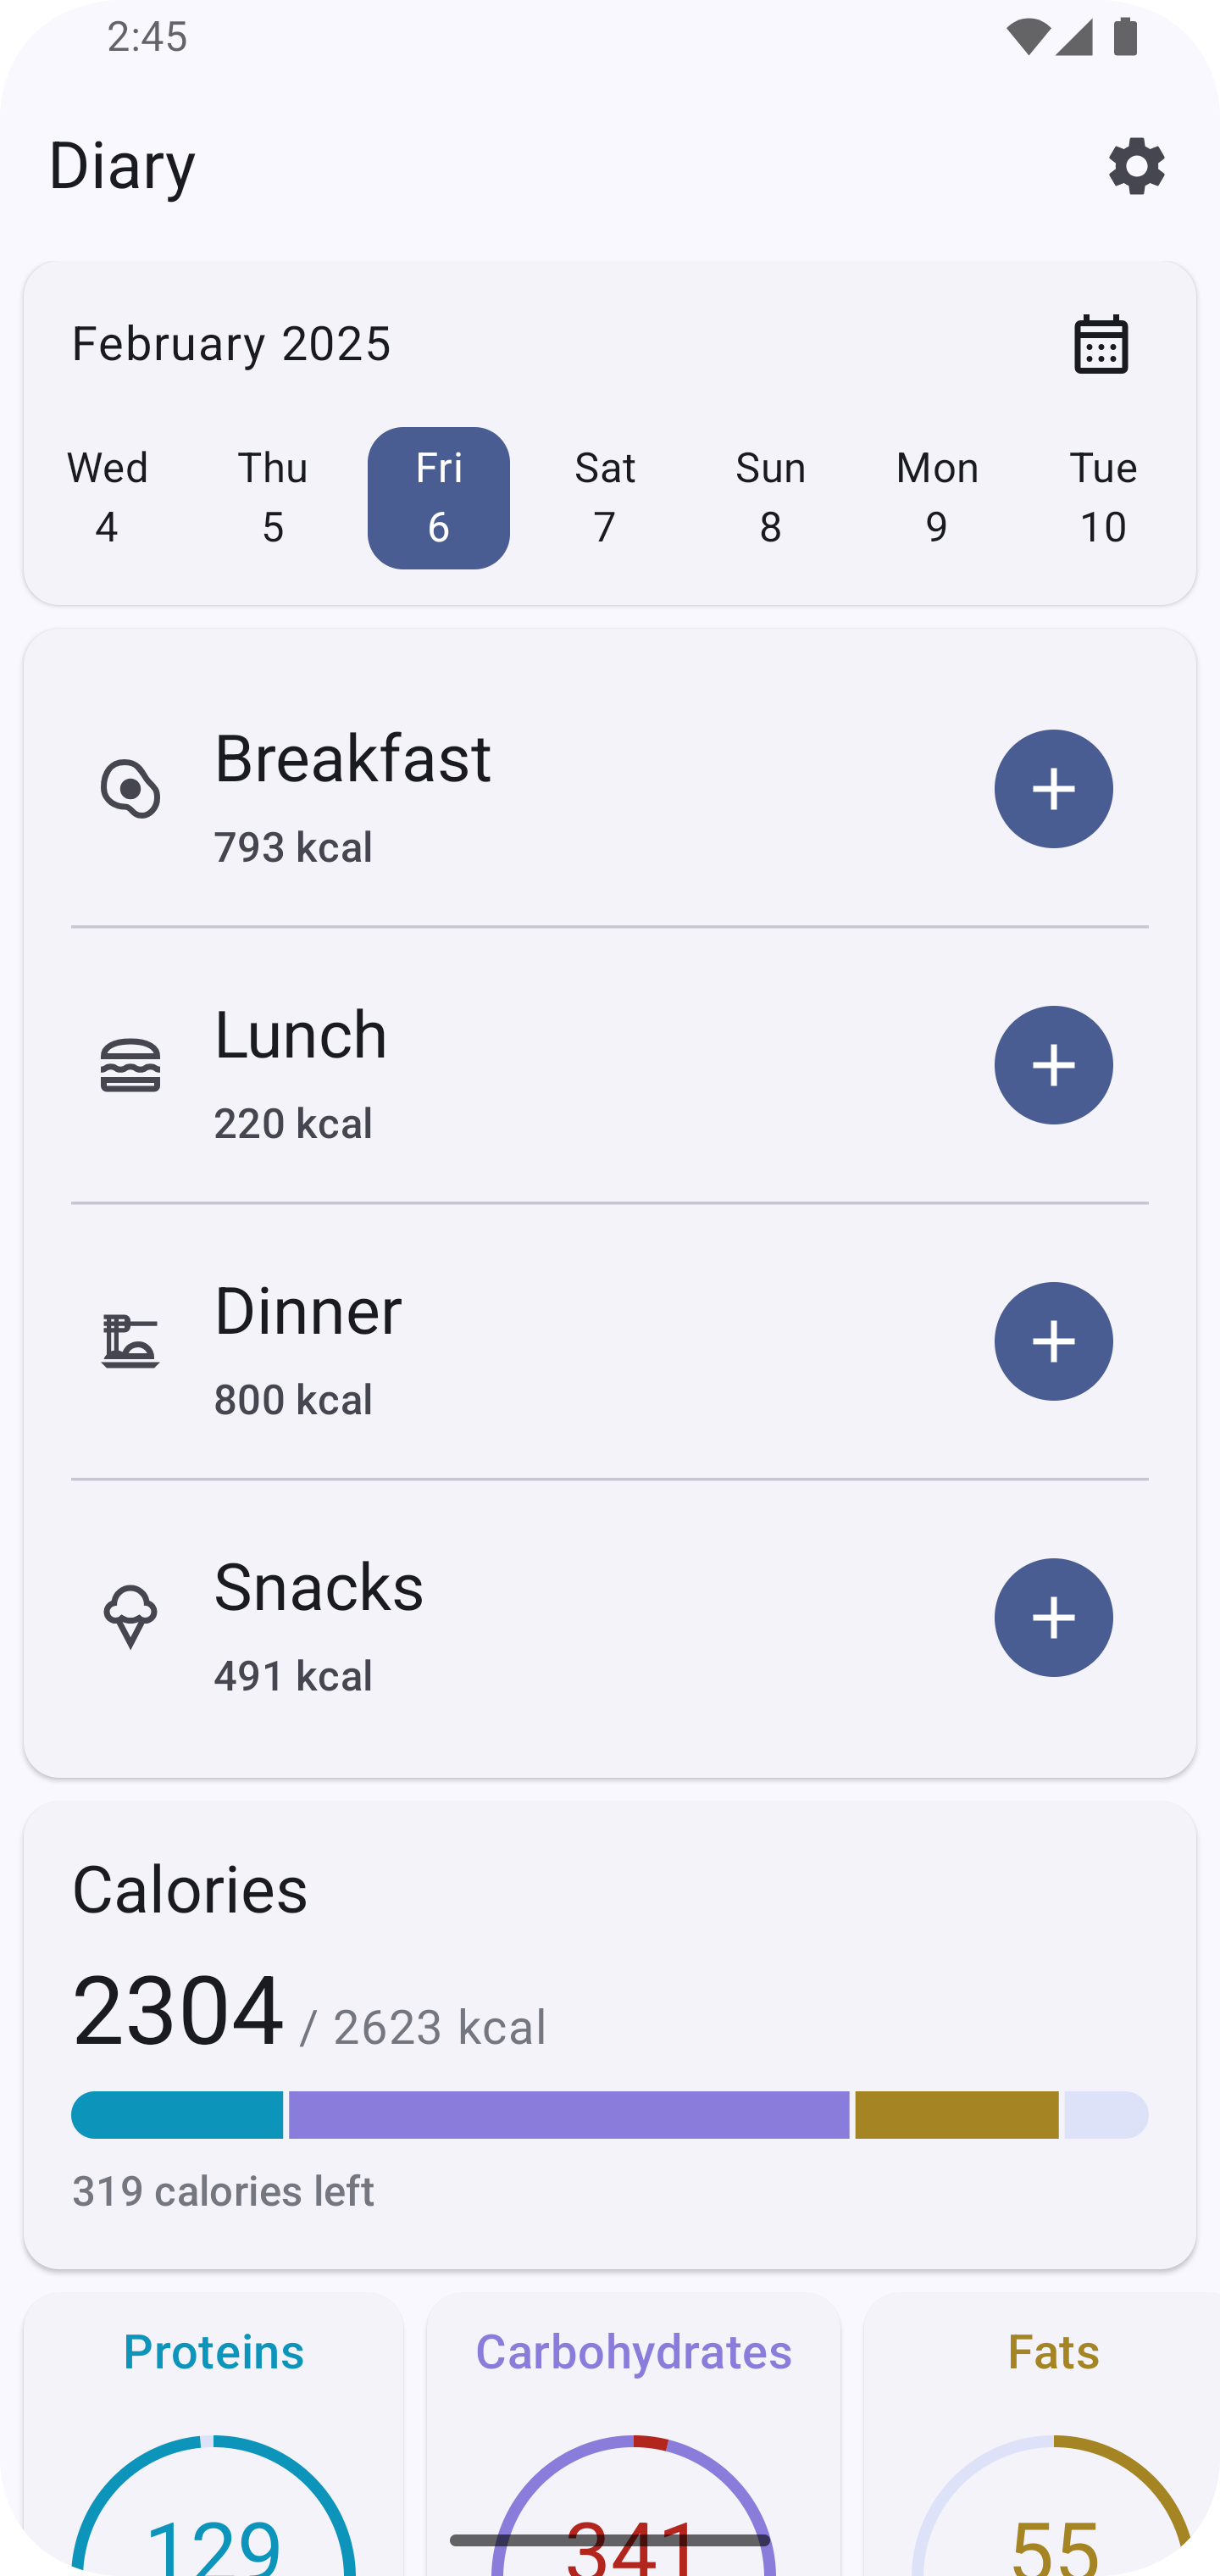 2:45
Diary
February 2025
Wed Thu Fri Sat Sun Mon Tue
4 5 6 7 8 9 10
Breakfast
793 kcal
Lunch
220 kcal
Dinner
800 kcal
Snacks
491 kcal
Calories
2304 / 2623 kcal
319 calories left
Proteins Carbohydrates Fats
129 341 55